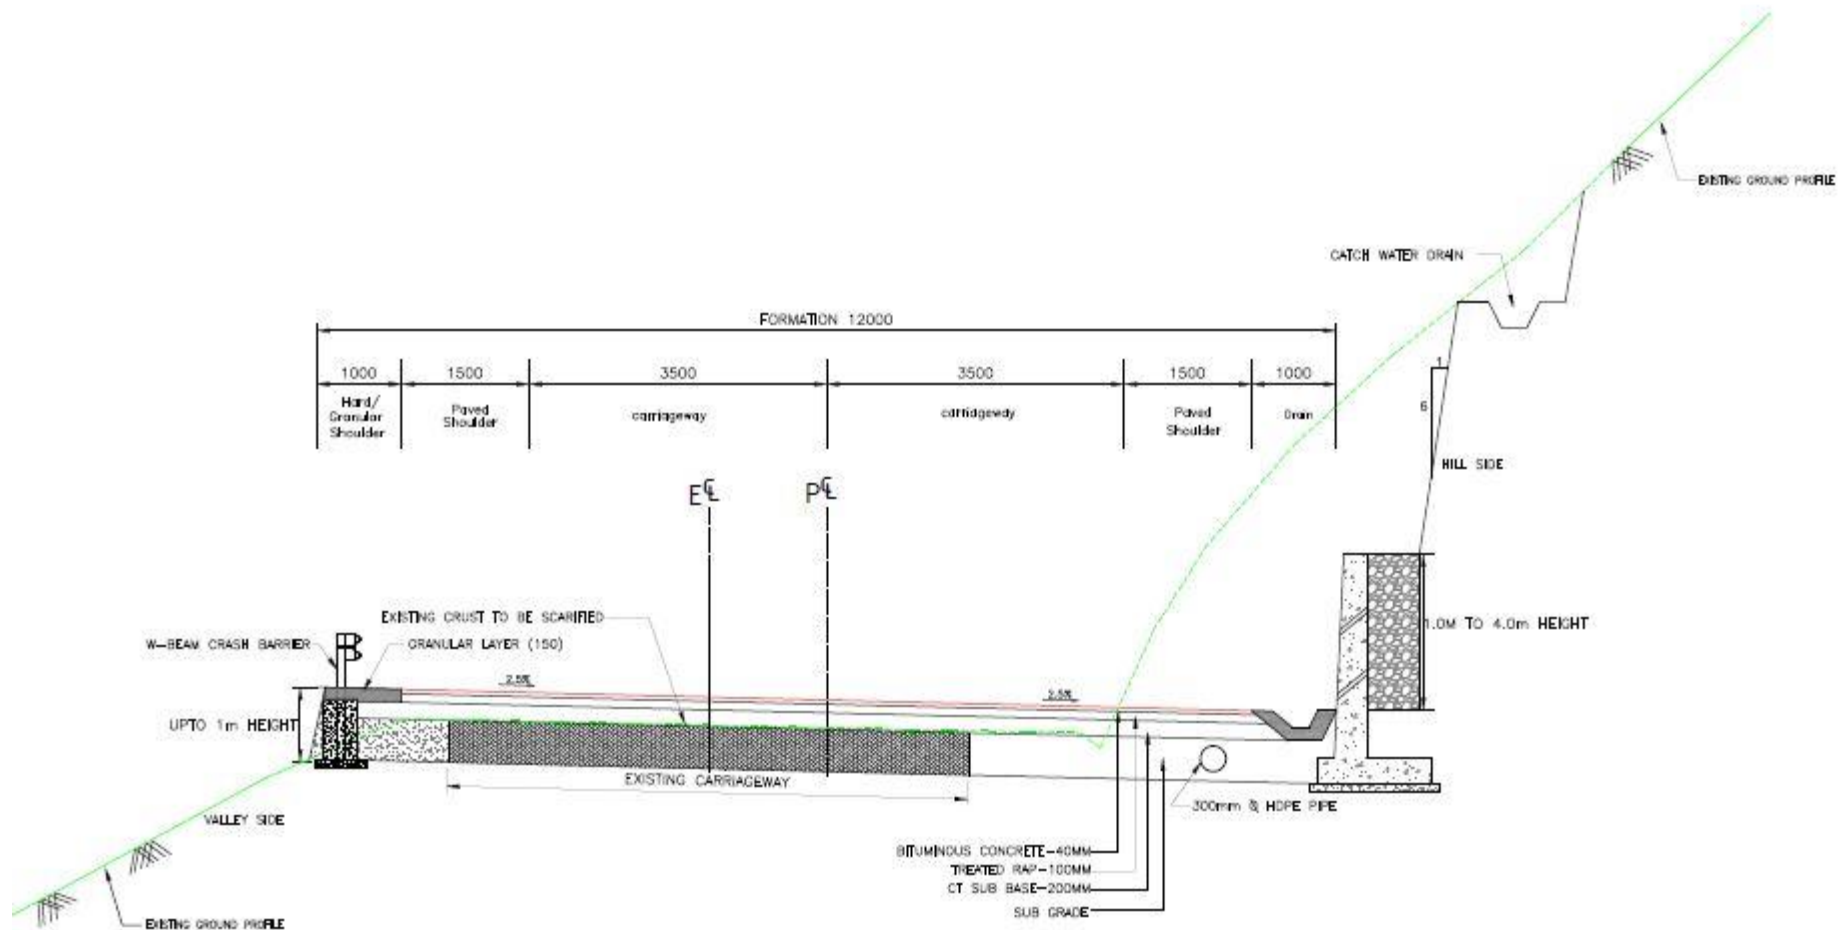 EXISTING GROUND PROFILE
CATCH WATER DRAIN
FORMATION 12000
1000
1500
3500
3500
1500
1000
Hard/
Granular
Shoulder
Paved
Shoulder
carriageway
carridgeway
Paved
Shoulder
Drain
1
6
HILL SIDE
E℄
P℄
EXISTING CRUST TO BE SCARIFIED
W-BEAM CRASH BARRIER
GRANULAR LAYER (150)
1.0M TO 4.0m HEIGHT
2.5%
2.5%
UPTO 1m HEIGHT
EXISTING CARRIAGEWAY
300mm Ø HDPE PIPE
VALLEY SIDE
BITUMINOUS CONCRETE-40MM
TREATED RAP-100MM
CT SUB BASE-200MM
SUB GRADE
EXISTING GROUND PROFILE